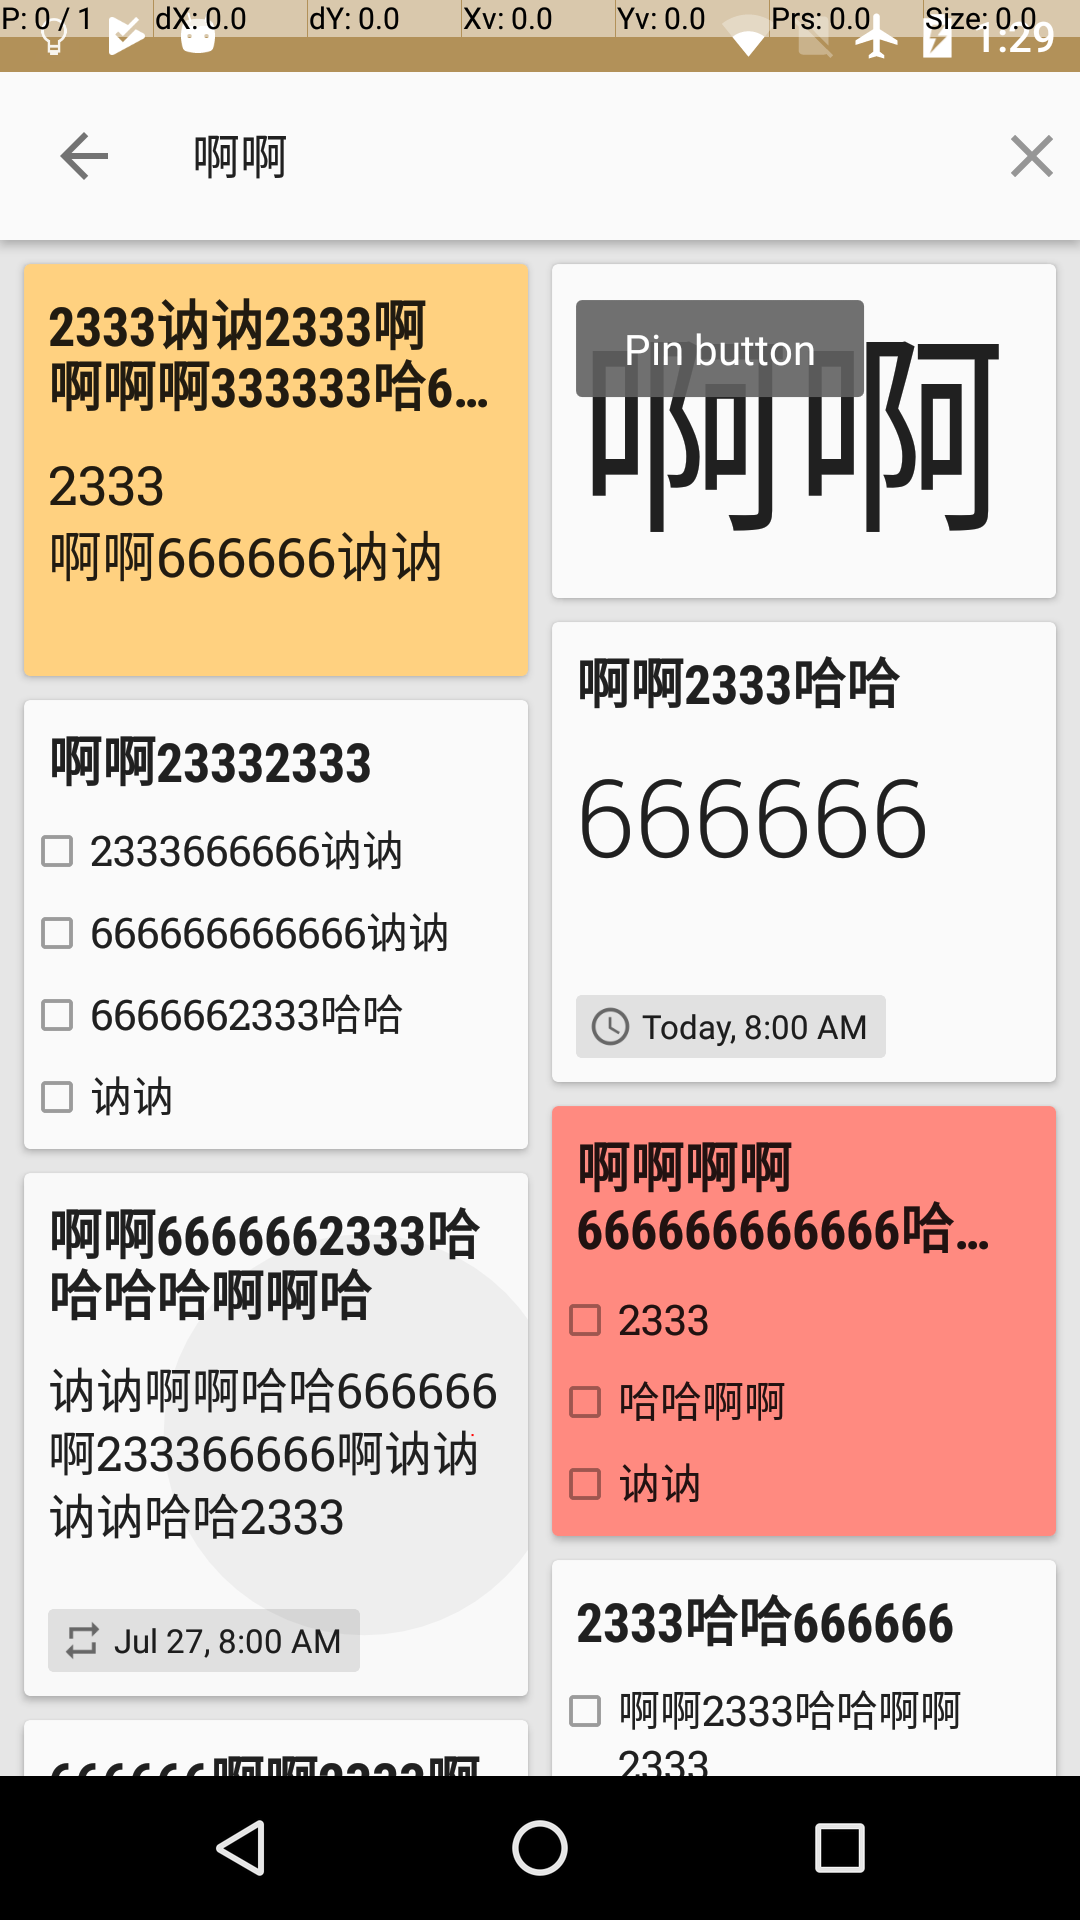 P: 0 / 1 dX: 0.0 dY: 0.0 Xv: 0.0 Yv: 0.0 Prs: 0.0 Size: 0.0
1:29
啊啊
2333讷讷2333啊
啊啊啊333333哈6...
2333
啊啊666666讷讷
啊啊23332333
2333666666讷讷
666666666666讷讷
6666662333哈哈
讷讷
啊啊6666662333哈
哈哈哈啊啊哈
讷讷啊啊哈哈666666
啊233366666啊讷讷
讷讷哈哈2333
Jul 27, 8:00 AM
666666啊啊2333啊
Pin button
啊啊
啊啊2333哈哈
666666
Today, 8:00 AM
啊啊啊啊
666666666666哈...
2333
哈哈啊啊
讷讷
2333哈哈666666
啊啊2333哈哈啊啊
2333